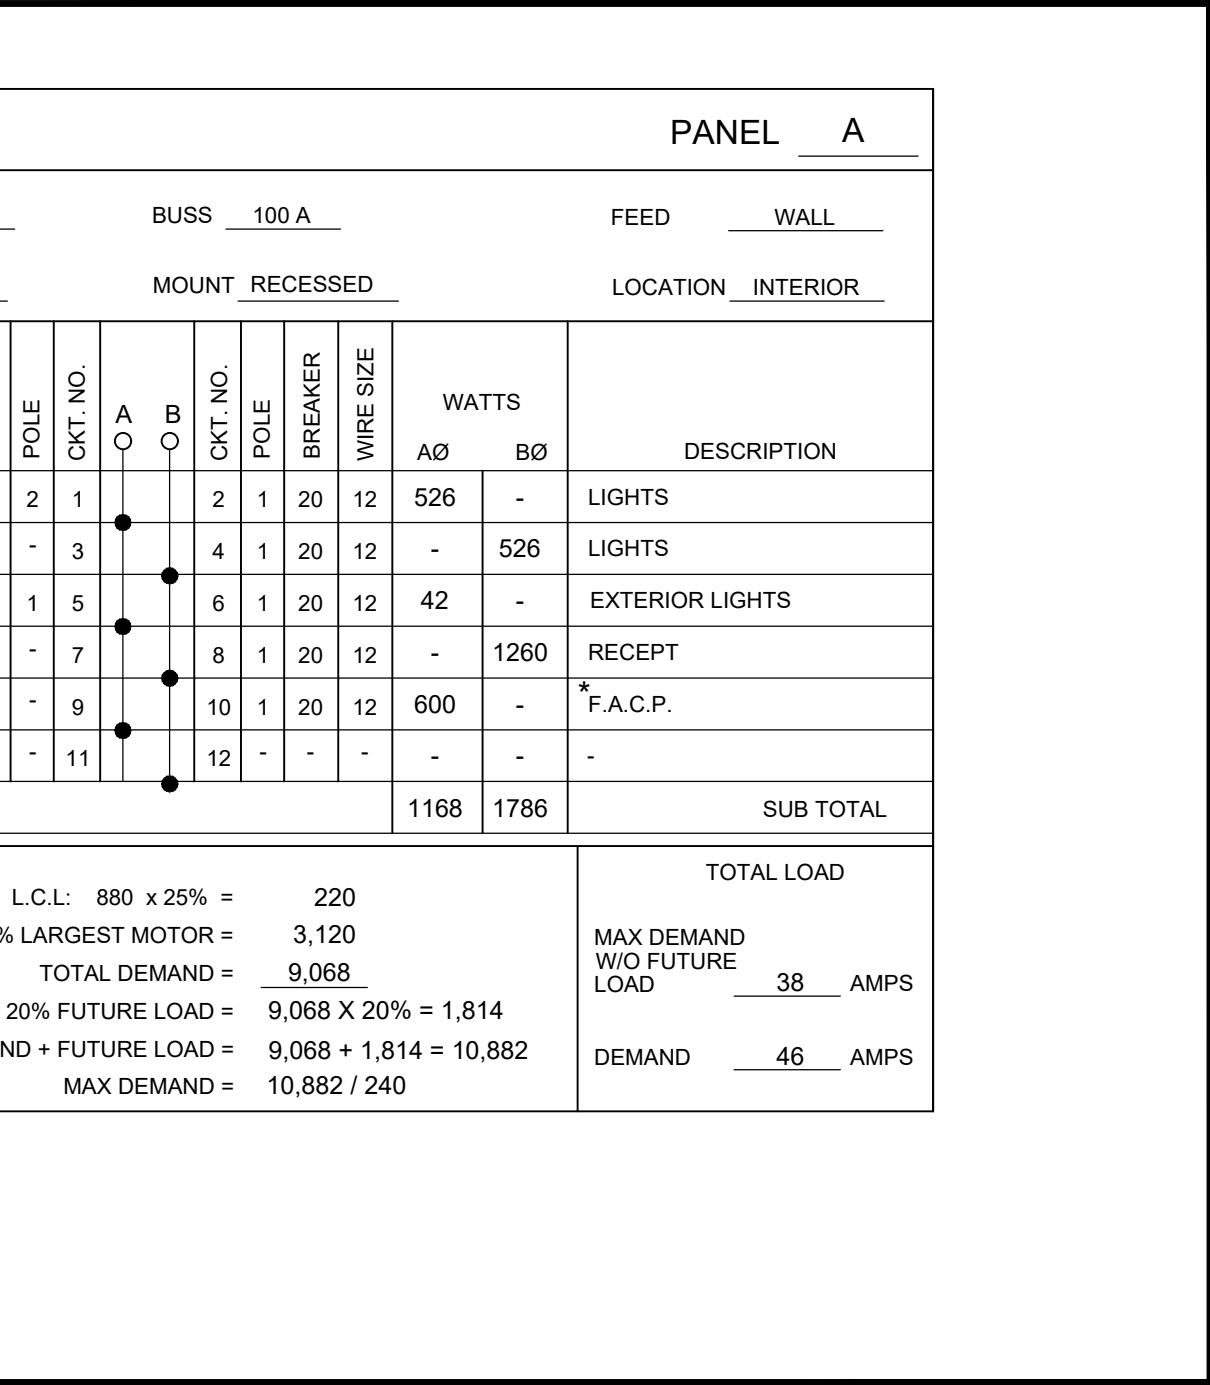 PANEL A
BUSS 100 A FEED WALL
MOUNT RECESSED LOCATION INTERIOR
POLE CKT. NO. A B CKT. NO. POLE BREAKER WIRE SIZE WATTS AØ BØ DESCRIPTION
2 1 2 1 20 12 526 - LIGHTS
- 3 4 1 20 12 - 526 LIGHTS
1 5 6 1 20 12 42 - EXTERIOR LIGHTS
- 7 8 1 20 12 - 1260 RECEPT
- 9 10 1 20 12 600 - *F.A.C.P.
- 11 12 - - - - - -
1168 1786 SUB TOTAL
L.C.L: 880 x 25% = 220
% LARGEST MOTOR = 3,120
TOTAL DEMAND = 9,068
20% FUTURE LOAD = 9,068 X 20% = 1,814
ND + FUTURE LOAD = 9,068 + 1,814 = 10,882
MAX DEMAND = 10,882 / 240
TOTAL LOAD
MAX DEMAND
W/O FUTURE
LOAD 38 AMPS
DEMAND 46 AMPS